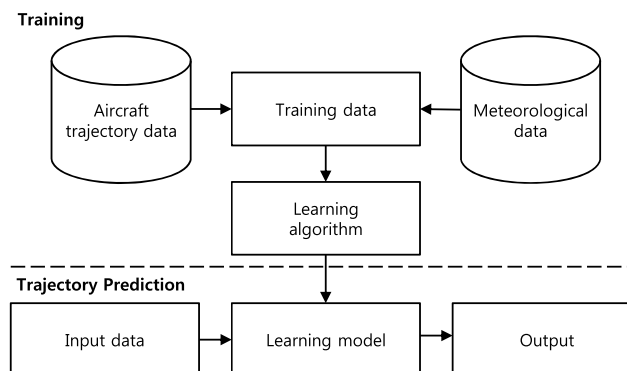 Training
Aircraft
trajectory data
Training data
Meteorological
data
Learning
algorithm
Trajectory Prediction
Input data
Learning model
Output